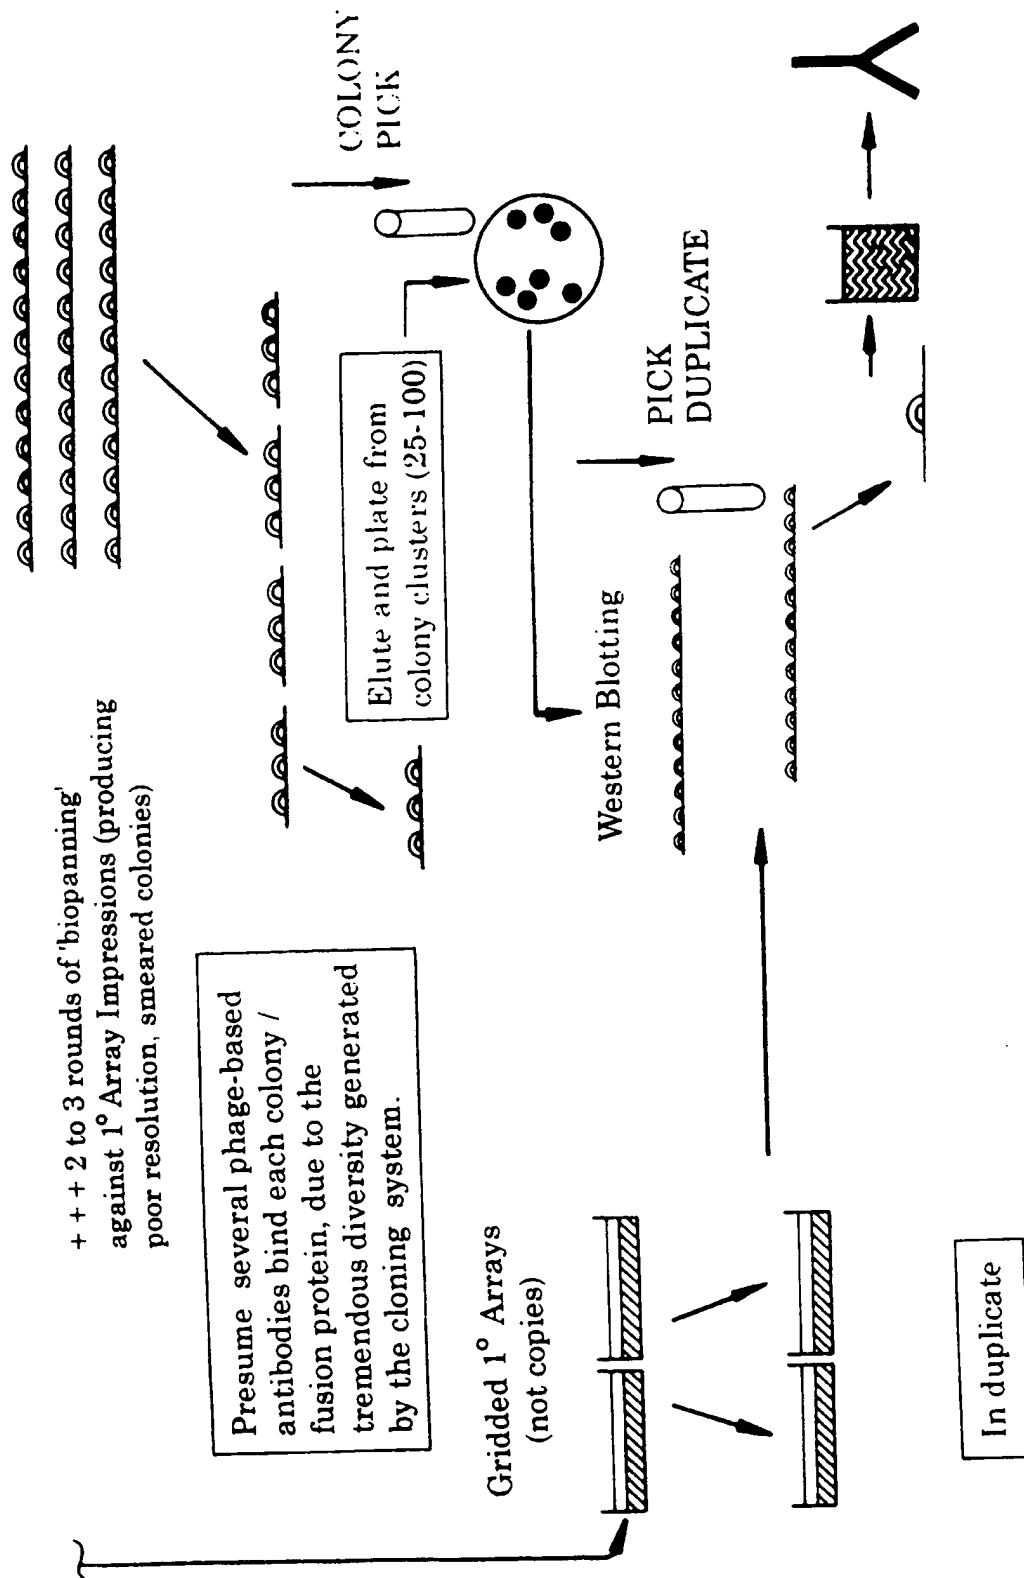 + + + 2 to 3 rounds of 'biopanning'
against 1° Array Impressions (producing
poor resolution, smeared colonies)
Presume several phage-based
antibodies bind each colony /
fusion protein, due to the
tremendous diversity generated
by the cloning system.
Elute and plate from
colony clusters (25-100)
COLONY
PICK
Gridded 1° Arrays
(not copies)
Western Blotting
PICK
DUPLICATE
In duplicate